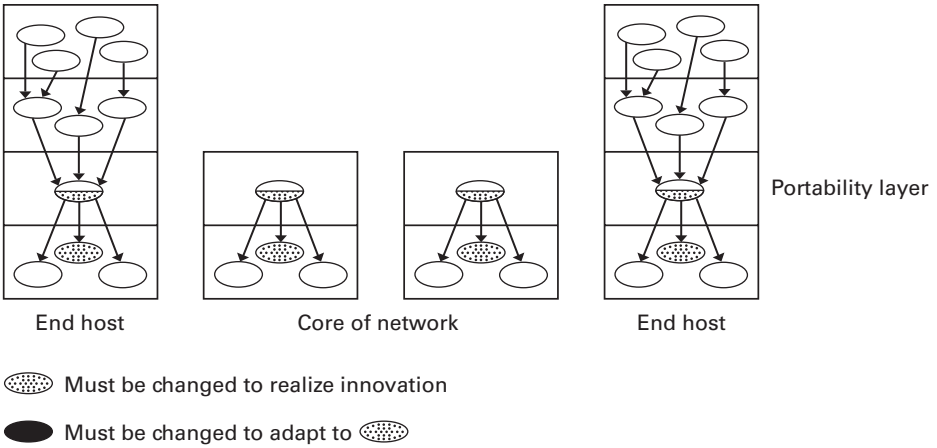 Portability layer
End host
Core of network
End host
Must be changed to realize innovation
Must be changed to adapt to